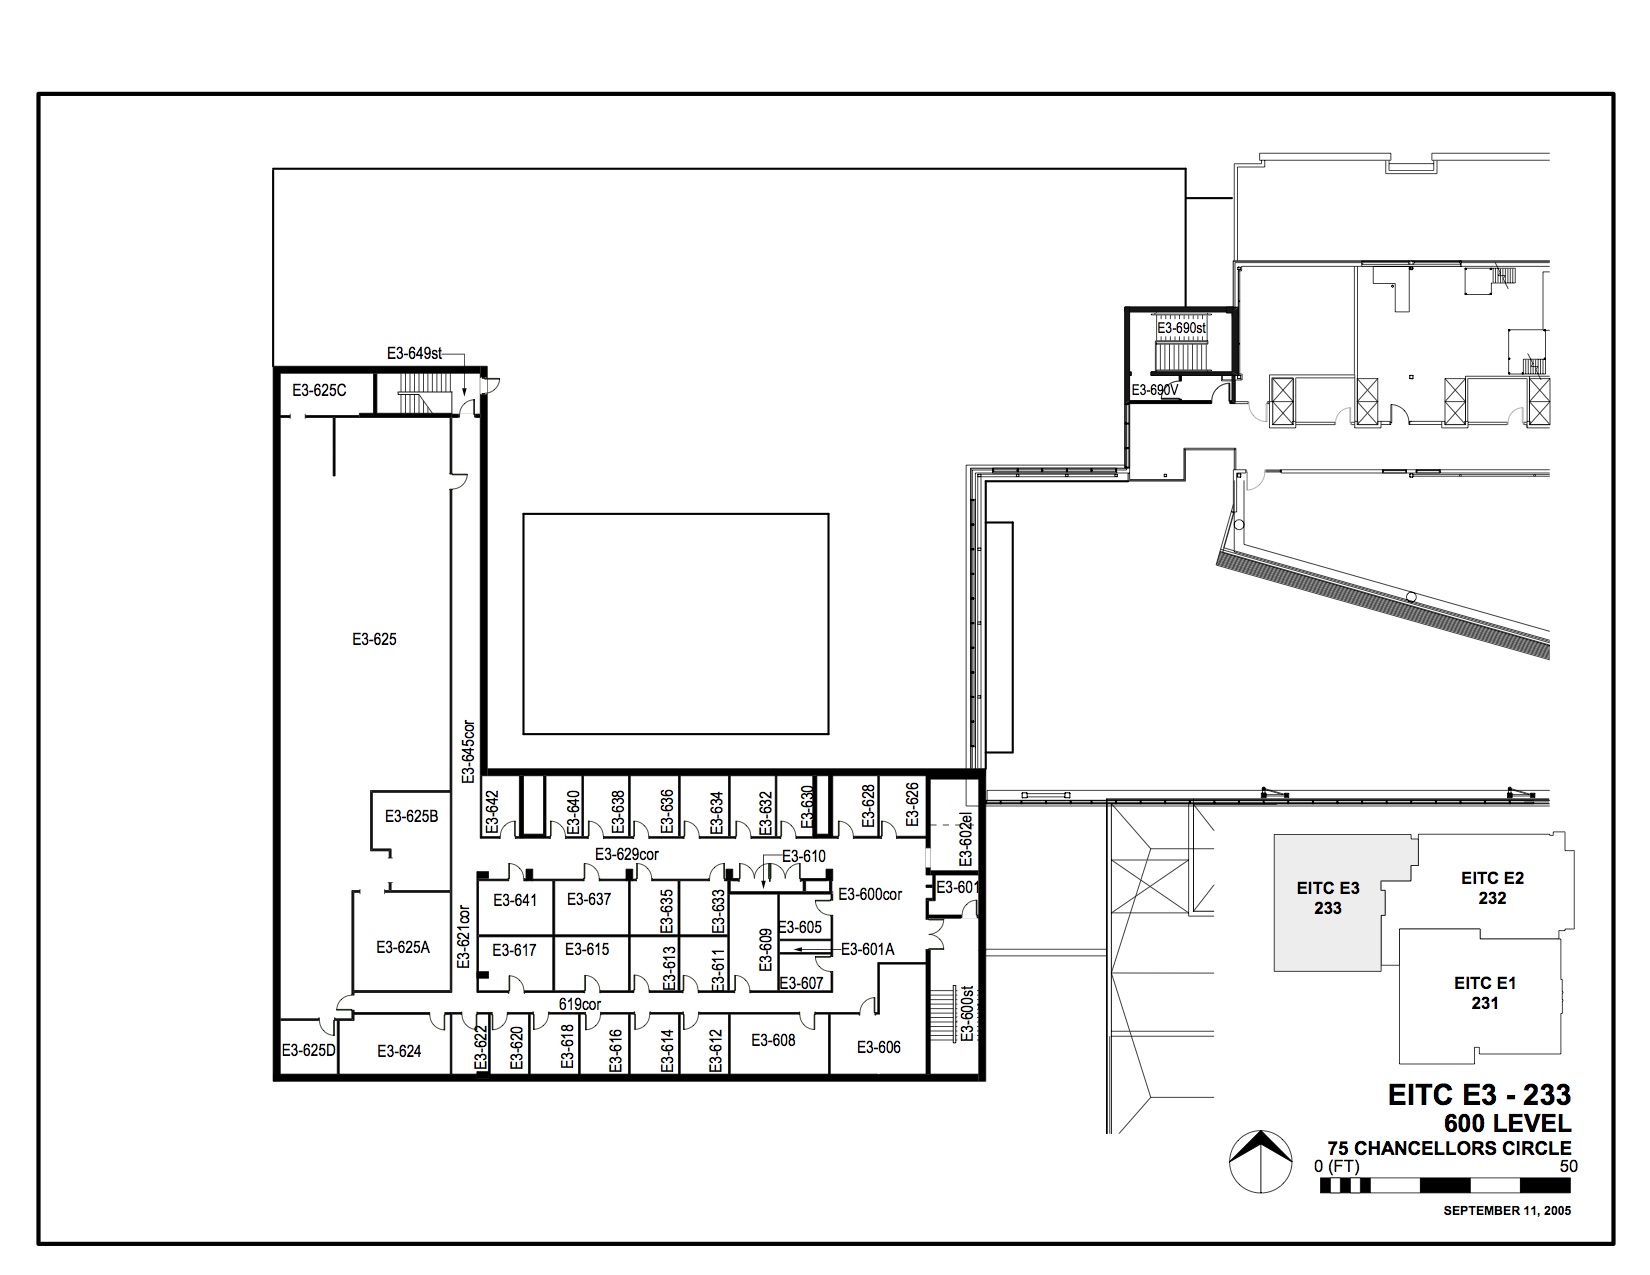 E3-690st
E3-649st
E3-625C
E3-690V
E3-625
E3-645cor
E3-625B
E3-642
E3-640
E3-638
E3-636
E3-634
E3-632
E3-630
E3-628
E3-626
E3-602el
E3-629cor
E3-610
E3-600cor
E3-601
E3-641
E3-637
E3-635
E3-633
E3-605
E3-621cor
E3-625A
E3-617
E3-615
E3-613
E3-611
E3-609
E3-601A
E3-607
619cor
E3-600st
E3-625D
E3-624
E3-622
E3-620
E3-618
E3-616
E3-614
E3-612
E3-608
E3-606
EITC E3
233
EITC E2
232
EITC E1
231
EITC E3 - 233
600 LEVEL
75 CHANCELLORS CIRCLE
0 (FT) 50
SEPTEMBER 11, 2005